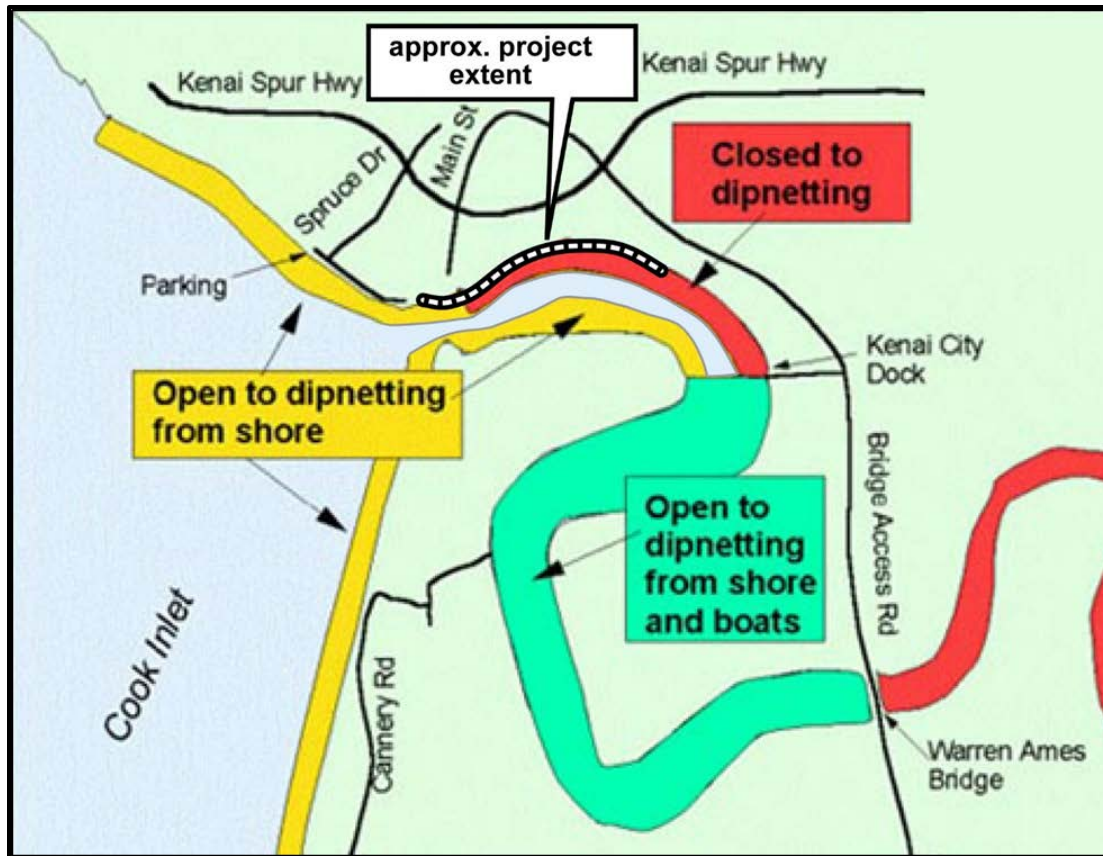 approx. project
extent
Kenai Spur Hwy
Kenai Spur Hwy
Main St
Spruce Dr
Closed to
dipnetting
Parking
Kenai City
Dock
Open to dipnetting
from shore
Bridge Access Rd
Open to
dipnetting
from shore
and boats
Cook Inlet
Cannery Rd
Warren Ames
Bridge